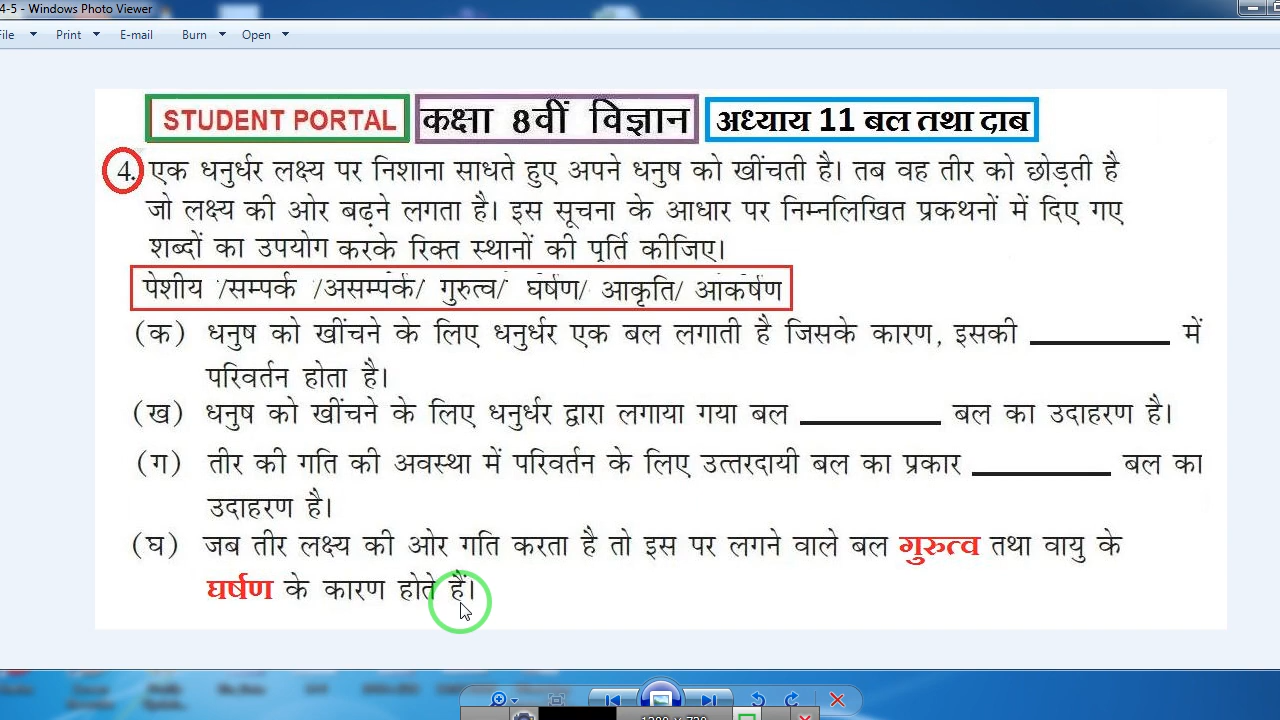 4-5 - Windows Photo Viewer
File Print E-mail Burn Open
STUDENT PORTAL कक्षा 8वीं विज्ञान अध्याय 11 बल तथा दाब
4. एक धनुर्धर लक्ष्य पर निशाना साधते हुए अपने धनुष को खींचती है। तब वह तीर को छोड़ती है
जो लक्ष्य की ओर बढ़ने लगता है। इस सूचना के आधार पर निम्नलिखित प्रकथनों में दिए गए
शब्दों का उपयोग करके रिक्त स्थानों की पूर्ति कीजिए।
पेशीय /सम्पर्क /असम्पर्क/ गुरुत्व/ घर्षण/ आकृति/ आकर्षण
(क) धनुष को खींचने के लिए धनुर्धर एक बल लगाती है जिसके कारण, इसकी __________ में
परिवर्तन होता है।
(ख) धनुष को खींचने के लिए धनुर्धर द्वारा लगाया गया बल __________ बल का उदाहरण है।
(ग) तीर की गति की अवस्था में परिवर्तन के लिए उत्तरदायी बल का प्रकार __________ बल का
उदाहरण है।
(घ) जब तीर लक्ष्य की ओर गति करता है तो इस पर लगने वाले बल गुरुत्व तथा वायु के
घर्षण के कारण होते हैं।